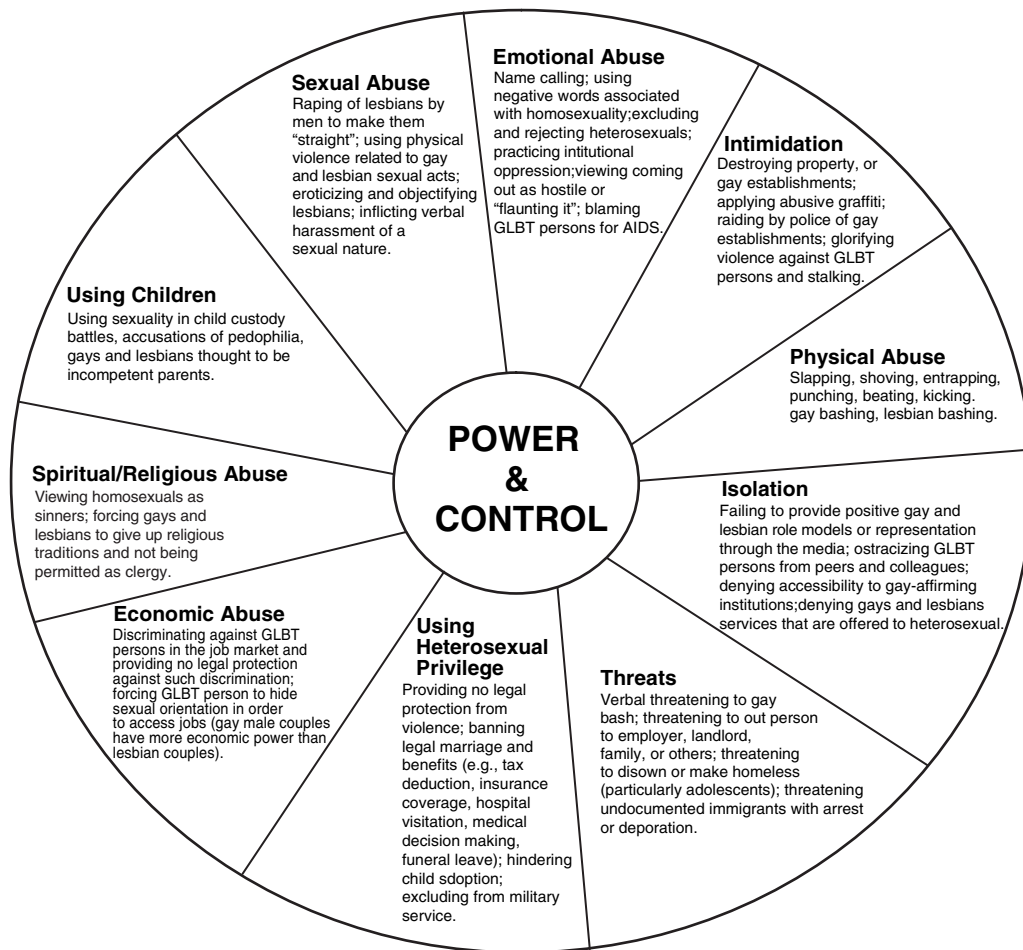 POWER
&
CONTROL
Emotional Abuse
Name calling; using
negative words associated
with homosexuality;excluding
and rejecting heterosexuals;
practicing intitutional
oppression;viewing coming
out as hostile or
“flaunting it”; blaming
GLBT persons for AIDS.
Intimidation
Destroying property, or
gay establishments;
applying abusive graffiti;
raiding by police of gay
establishments; glorifying
violence against GLBT
persons and stalking.
Physical Abuse
Slapping, shoving, entrapping,
punching, beating, kicking.
gay bashing, lesbian bashing.
Isolation
Failing to provide positive gay and
lesbian role models or representation
through the media; ostracizing GLBT
persons from peers and colleagues;
denying accessibility to gay-affirming
institutions;denying gays and lesbians
services that are offered to heterosexual.
Threats
Verbal threatening to gay
bash; threatening to out person
to employer, landlord,
family, or others; threatening
to disown or make homeless
(particularly adolescents); threatening
undocumented immigrants with arrest
or deporation.
Using
Heterosexual
Privilege
Providing no legal
protection from
violence; banning
legal marriage and
benefits (e.g., tax
deduction, insurance
coverage, hospital
visitation, medical
decision making,
funeral leave); hindering
child sdoption;
excluding from military
service.
Economic Abuse
Discriminating against GLBT
persons in the job market and
providing no legal protection
against such discrimination;
forcing GLBT person to hide
sexual orientation in order
to access jobs (gay male couples
have more economic power than
lesbian couples).
Spiritual/Religious Abuse
Viewing homosexuals as
sinners; forcing gays and
lesbians to give up religious
traditions and not being
permitted as clergy.
Using Children
Using sexuality in child custody
battles, accusations of pedophilia,
gays and lesbians thought to be
incompetent parents.
Sexual Abuse
Raping of lesbians by
men to make them
“straight”; using physical
violence related to gay
and lesbian sexual acts;
eroticizing and objectifying
lesbians; inflicting verbal
harassment of a
sexual nature.